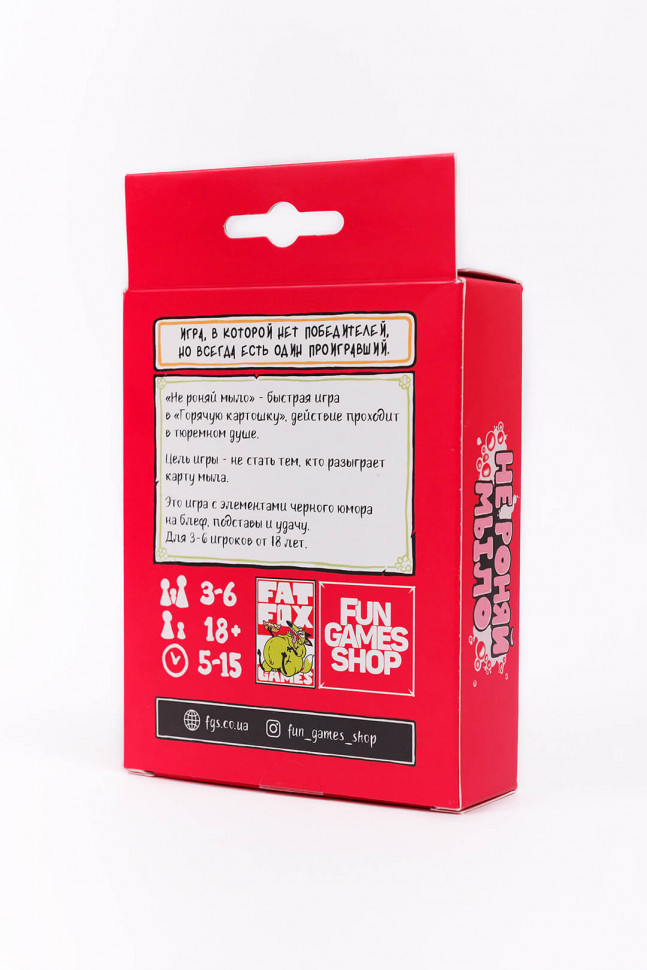 ИГРА, В КОТОРОЙ НЕТ ПОБЕДИТЕЛЕЙ,
НО ВСЕГДА ЕСТЬ ОДИН ПРОИГРАВШИЙ.
«Не роняй мыло» - быстрая игра
в «Горячую картошку», действие проходит
в тюремном душе.
Цель игры - не стать тем, кто разыграет
карту мыла.
Это игра с элементами черного юмора
на блеф, подставы и удачу.
Для 3-6 игроков от 18 лет.
3-6
18+
5-15
FAT
FOX
GAMES
FUN
GAMES
SHOP
fgs.co.ua
fun_games_shop
НЕ РОНЯЙ
МЫЛО